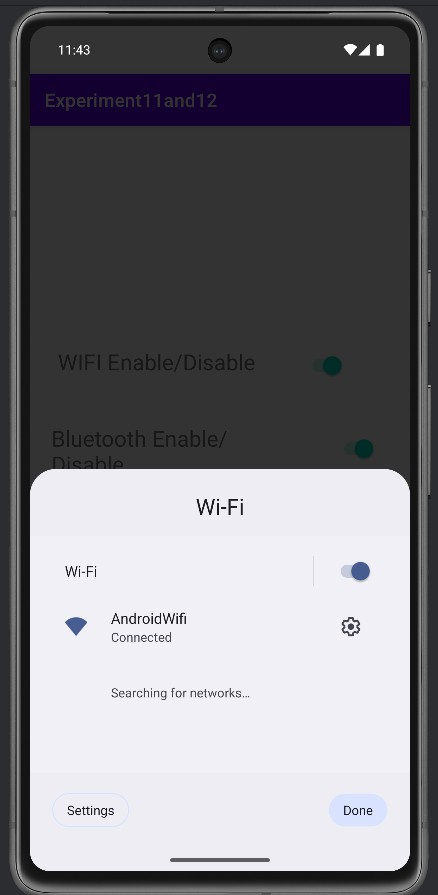 11:43
Experiment11and12
WIFI Enable/Disable
Bluetooth Enable/
Disable
Wi-Fi
Wi-Fi
AndroidWifi
Connected
Searching for networks…
Settings
Done